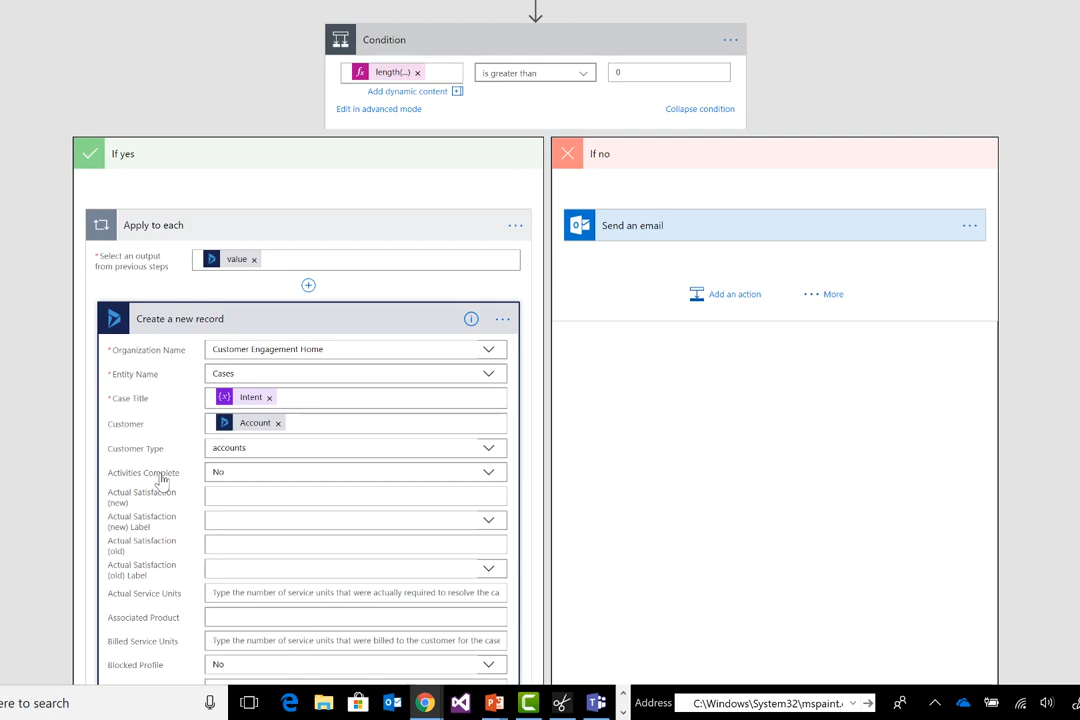 Condition
fx length(...) x
is greater than
0
Add dynamic content
Edit in advanced mode
Collapse condition
If yes
If no
Apply to each
Send an email
*Select an output
from previous steps
value x
Add an action
More
Create a new record
*Organization Name
Customer Engagement Home
*Entity Name
Cases
*Case Title
{x} Intent x
Customer
Account x
Customer Type
accounts
Activities Complete
No
Actual Satisfaction
(new)
Actual Satisfaction
(new) Label
Actual Satisfaction
(old)
Actual Satisfaction
(old) Label
Actual Service Units
Type the number of service units that were actually required to resolve the ca
Associated Product
Billed Service Units
Type the number of service units that were billed to the customer for the case
Blocked Profile
No
ere to search
Address
C:\Windows\System32\mspaint.